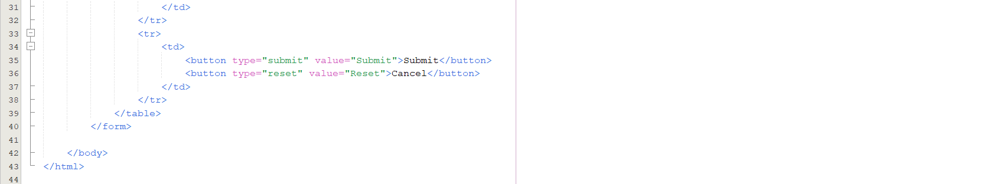 31 </td>
32 </tr>
33 <tr>
34 <td>
35 <button type="submit" value="Submit">Submit</button>
36 <button type="reset" value="Reset">Cancel</button>
37 </td>
38 </tr>
39 </table>
40 </form>
41
42 </body>
43 </html>
44